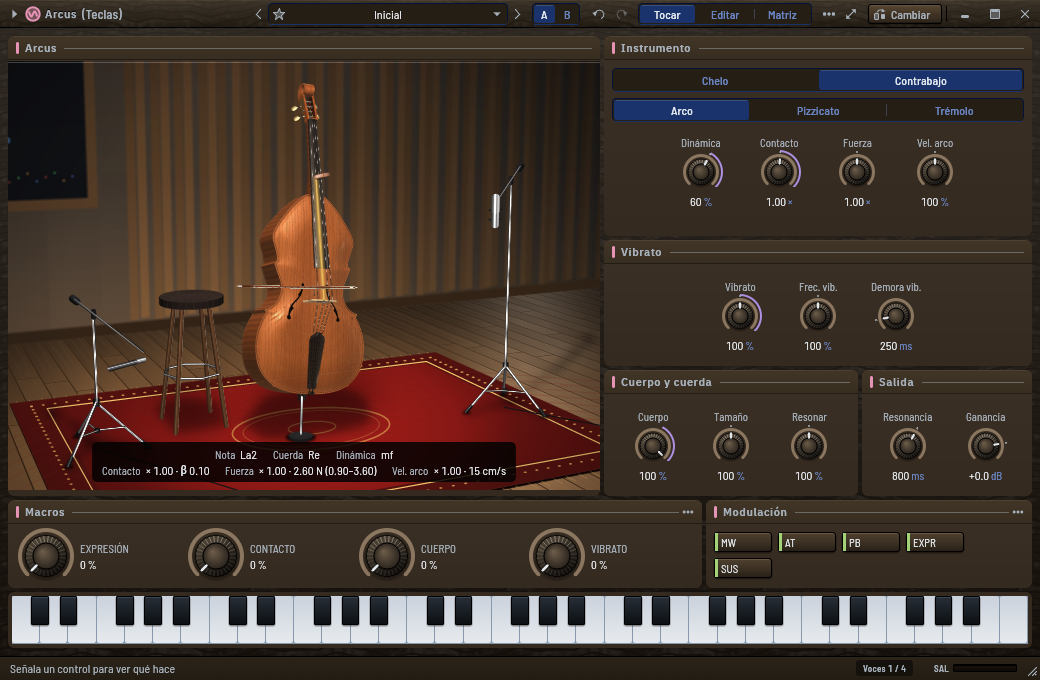 Arcus (Teclas)
Inicial
A B
Tocar Editar Matriz
Cambiar
Arcus
Instrumento
Chelo Contrabajo
Arco Pizzicato Trémolo
Dinámica Contacto Fuerza Vel. arco
60 % 1.00 × 1.00 × 100 %
Vibrato
Vibrato Frec. vib. Demora vib.
100 % 100 % 250 ms
Cuerpo y cuerda
Cuerpo Tamaño Resonar
100 % 100 % 100 %
Salida
Resonancia Ganancia
800 ms +0.0 dB
Nota La2 Cuerda Re Dinámica mf
Contacto × 1.00 · β 0.10 Fuerza × 1.00 · 2.60 N (0.90–3.60) Vel. arco × 1.00 · 15 cm/s
Macros
EXPRESIÓN
0 %
CONTACTO
0 %
CUERPO
0 %
VIBRATO
0 %
Modulación
MW AT PB EXPR
SUS
Señala un control para ver qué hace
Voces 1 / 4
SAL